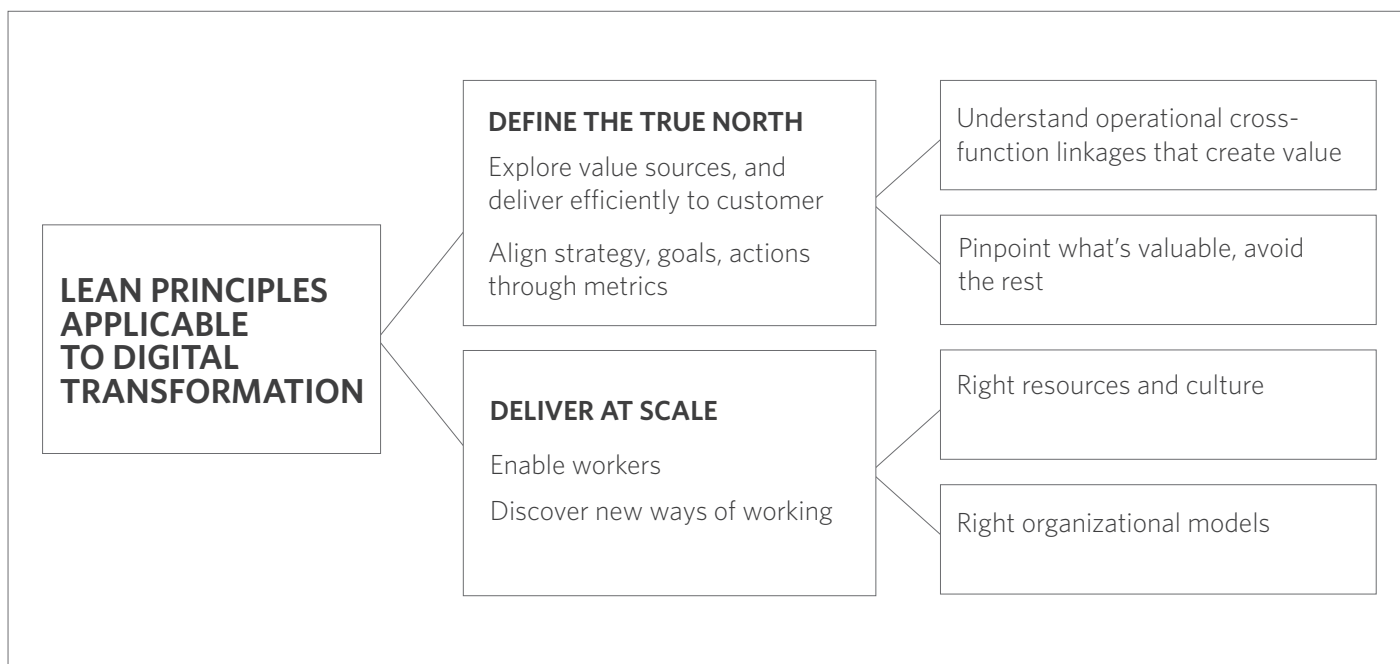 LEAN PRINCIPLES
APPLICABLE
TO DIGITAL
TRANSFORMATION
DEFINE THE TRUE NORTH
Explore value sources, and
deliver efficiently to customer
Align strategy, goals, actions
through metrics
DELIVER AT SCALE
Enable workers
Discover new ways of working
Understand operational cross-
function linkages that create value
Pinpoint what's valuable, avoid
the rest
Right resources and culture
Right organizational models